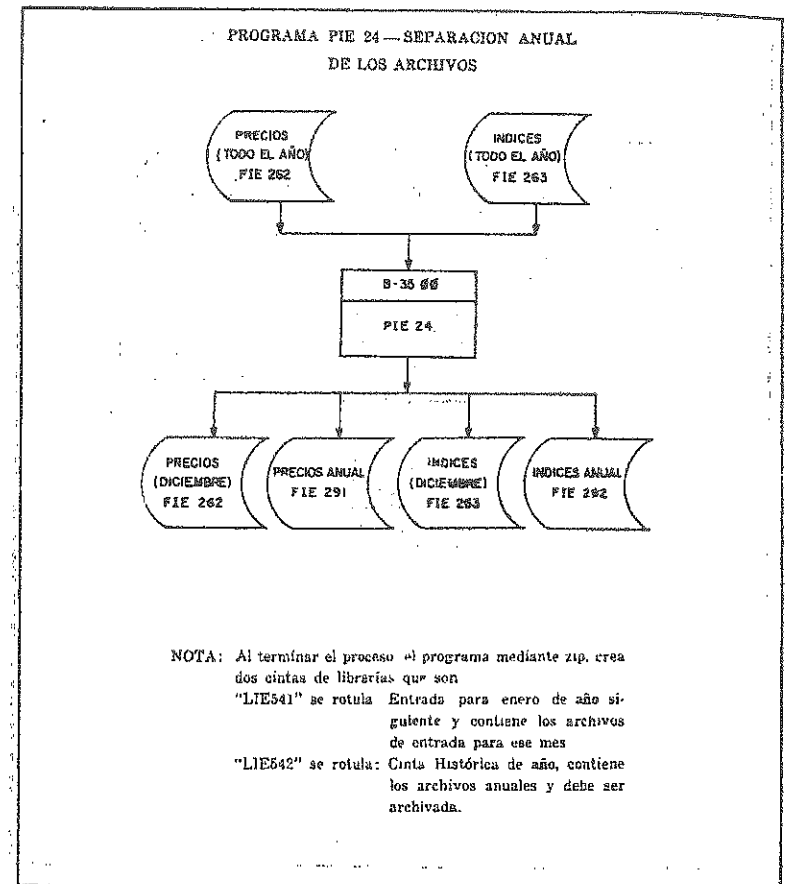 PROGRAMA PIE 24 — SEPARACION ANUAL
DE LOS ARCHIVOS
PRECIOS
(TODO EL AÑO)
FIE 262
INDICES
(TODO EL AÑO)
FIE 263
B-35 ØØ
PIE 24
PRECIOS
(DICIEMBRE)
FIE 262
PRECIOS ANUAL
FIE 291
INDICES
(DICIEMBRE)
FIE 263
INDICES ANUAL
FIE 292
NOTA: Al terminar el proceso el programa mediante zip, crea
dos cintas de librarías que son
"LIE541" se rotula Entrada para enero de año si-
guiente y contiene los archivos
de entrada para ese mes
"LIE542" se rotula: Cinta Histórica de año, contiene
los archivos anuales y debe ser
archivada.